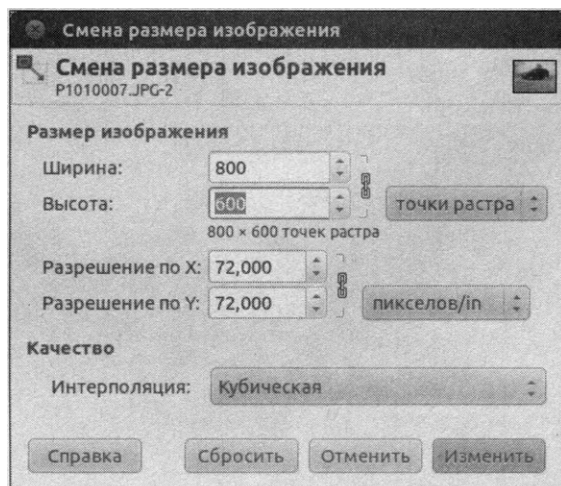 Смена размера изображения
Смена размера изображения
P1010007.JPG-2
Размер изображения
Ширина: 800
Высота: 600 точки растра
800 × 600 точек растра
Разрешение по X: 72,000
Разрешение по Y: 72,000 пикселов/in
Качество
Интерполяция: Кубическая
Справка Сбросить Отменить Изменить